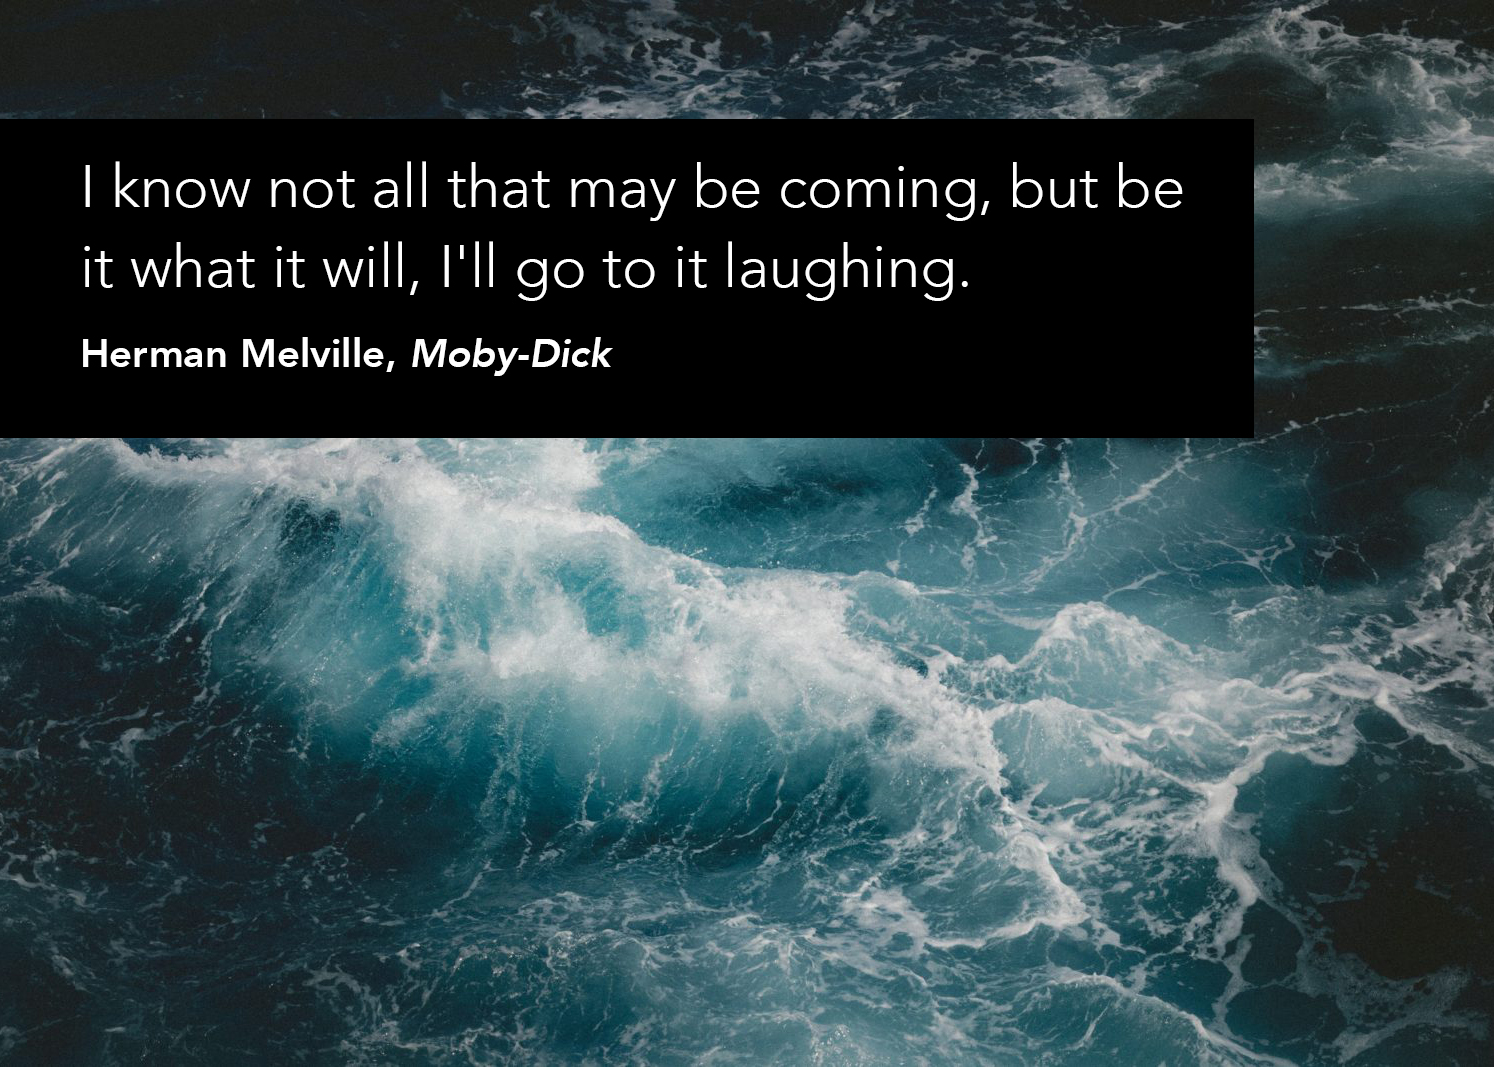 I know not all that may be coming, but be
it what it will, I'll go to it laughing.
Herman Melville, Moby-Dick